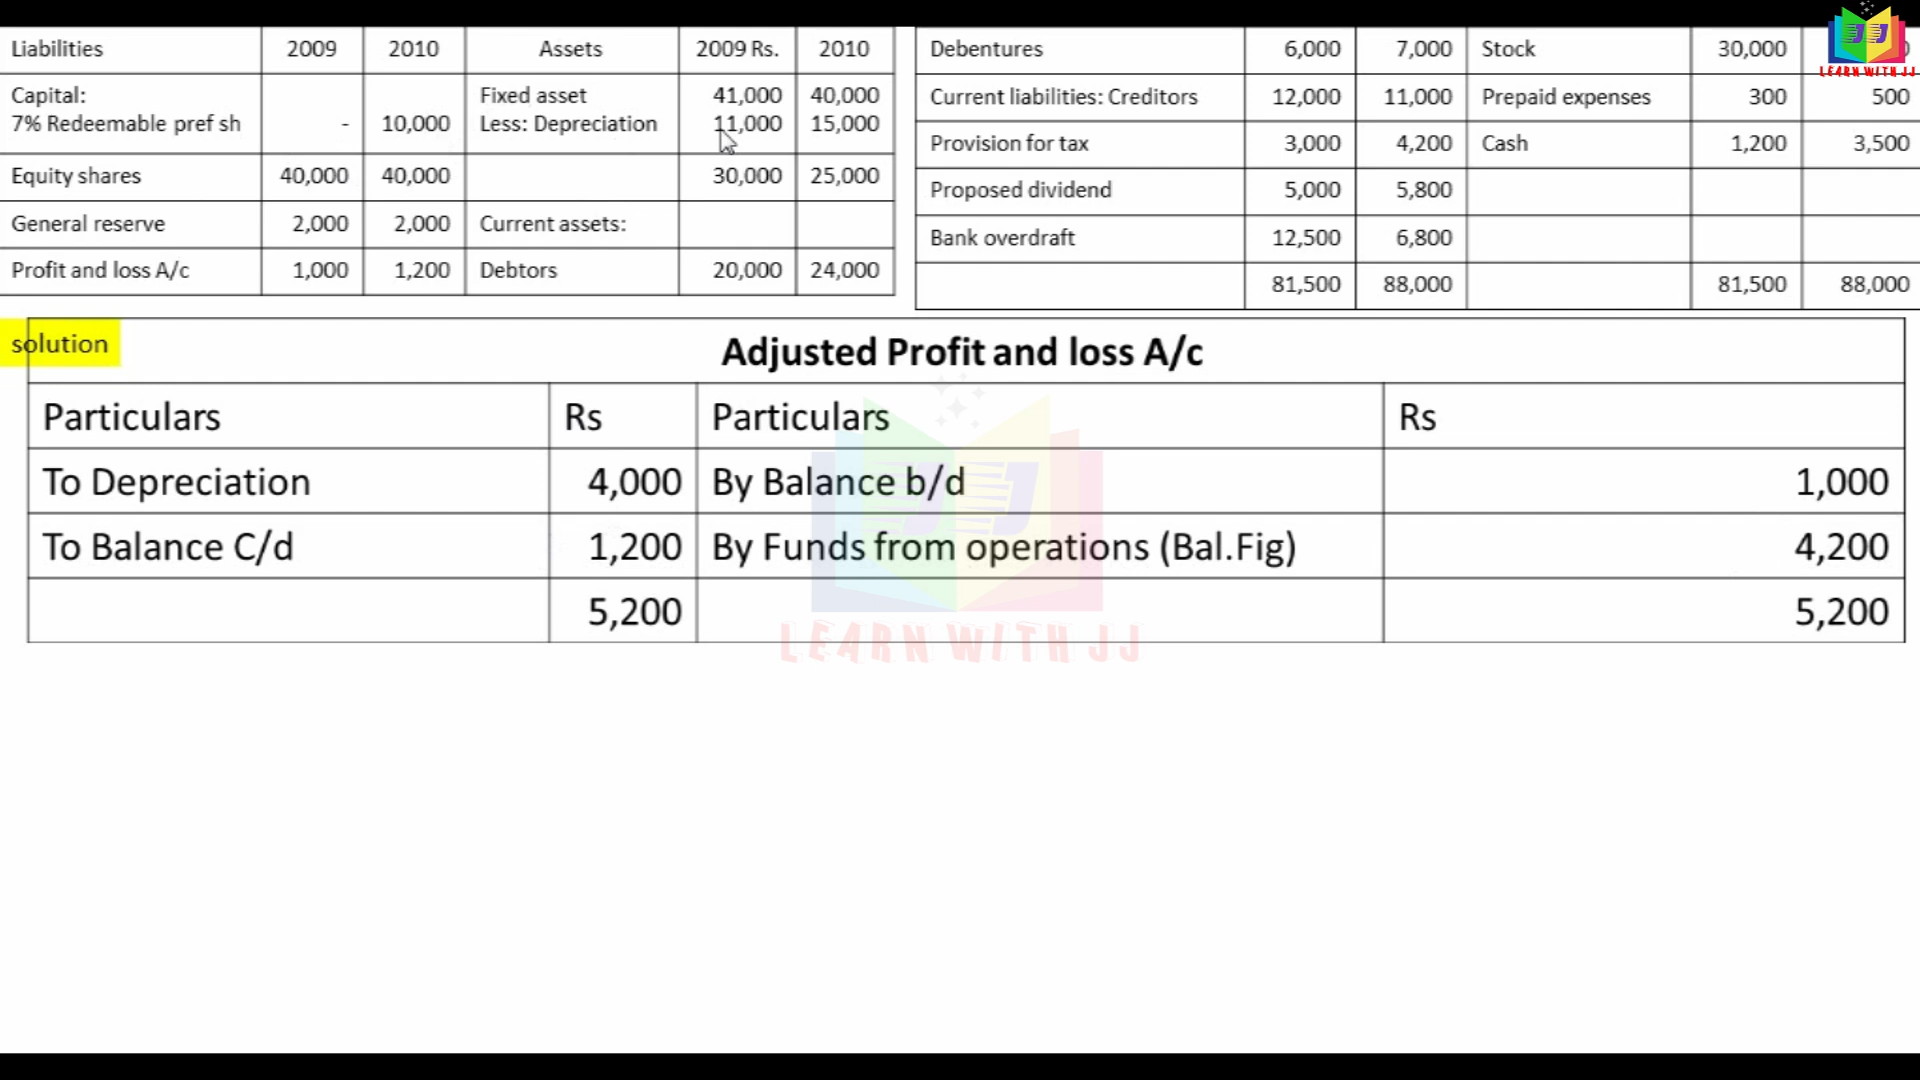 Liabilities 2009 2010 Assets 2009 Rs. 2010
Capital: Fixed asset 41,000 40,000
7% Redeemable pref sh - 10,000 Less: Depreciation 11,000 15,000
Equity shares 40,000 40,000 30,000 25,000
General reserve 2,000 2,000 Current assets:
Profit and loss A/c 1,000 1,200 Debtors 20,000 24,000
Debentures 6,000 7,000 Stock 30,000
Current liabilities: Creditors 12,000 11,000 Prepaid expenses 300 500
Provision for tax 3,000 4,200 Cash 1,200 3,500
Proposed dividend 5,000 5,800
Bank overdraft 12,500 6,800
81,500 88,000 81,500 88,000
JJ
LEARN WITH JJ
solution
Adjusted Profit and loss A/c
Particulars Rs Particulars Rs
To Depreciation 4,000 By Balance b/d 1,000
To Balance C/d 1,200 By Funds from operations (Bal.Fig) 4,200
5,200 5,200
JJ
LEARN WITH JJ